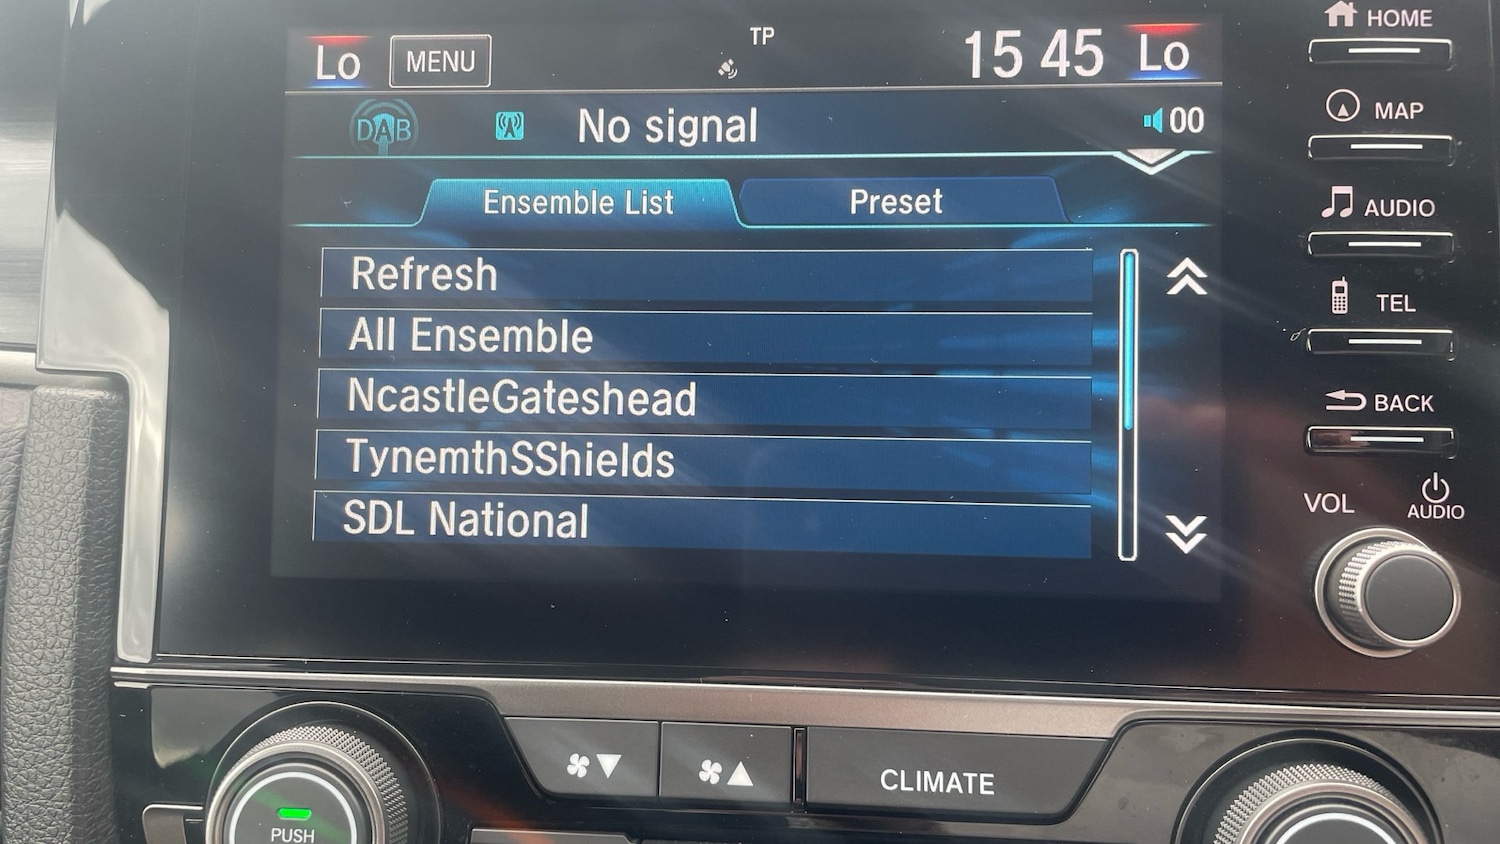 Lo MENU TP 15 45 Lo
DAB No signal 00
Ensemble List Preset
Refresh
All Ensemble
NcastleGateshead
TynemthSShields
SDL National
HOME
MAP
AUDIO
TEL
BACK
VOL AUDIO
CLIMATE
PUSH